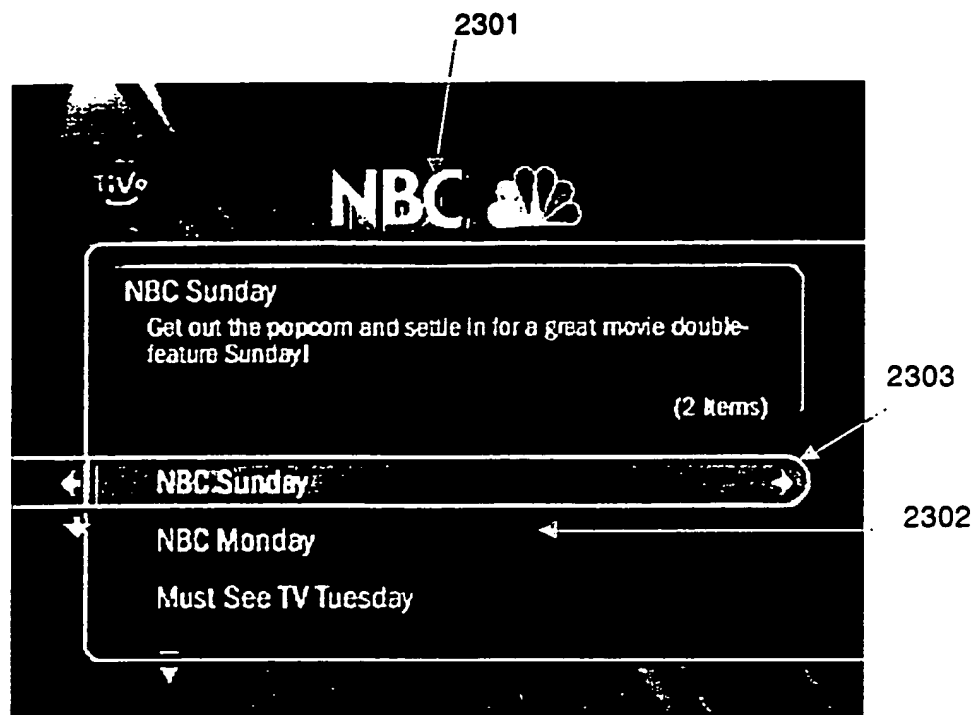 2301
TiVo
NBC
NBC Sunday
Get out the popcorn and settle in for a great movie double-
feature Sunday!
(2 Items)
2303
NBC Sunday
2302
NBC Monday
Must See TV Tuesday